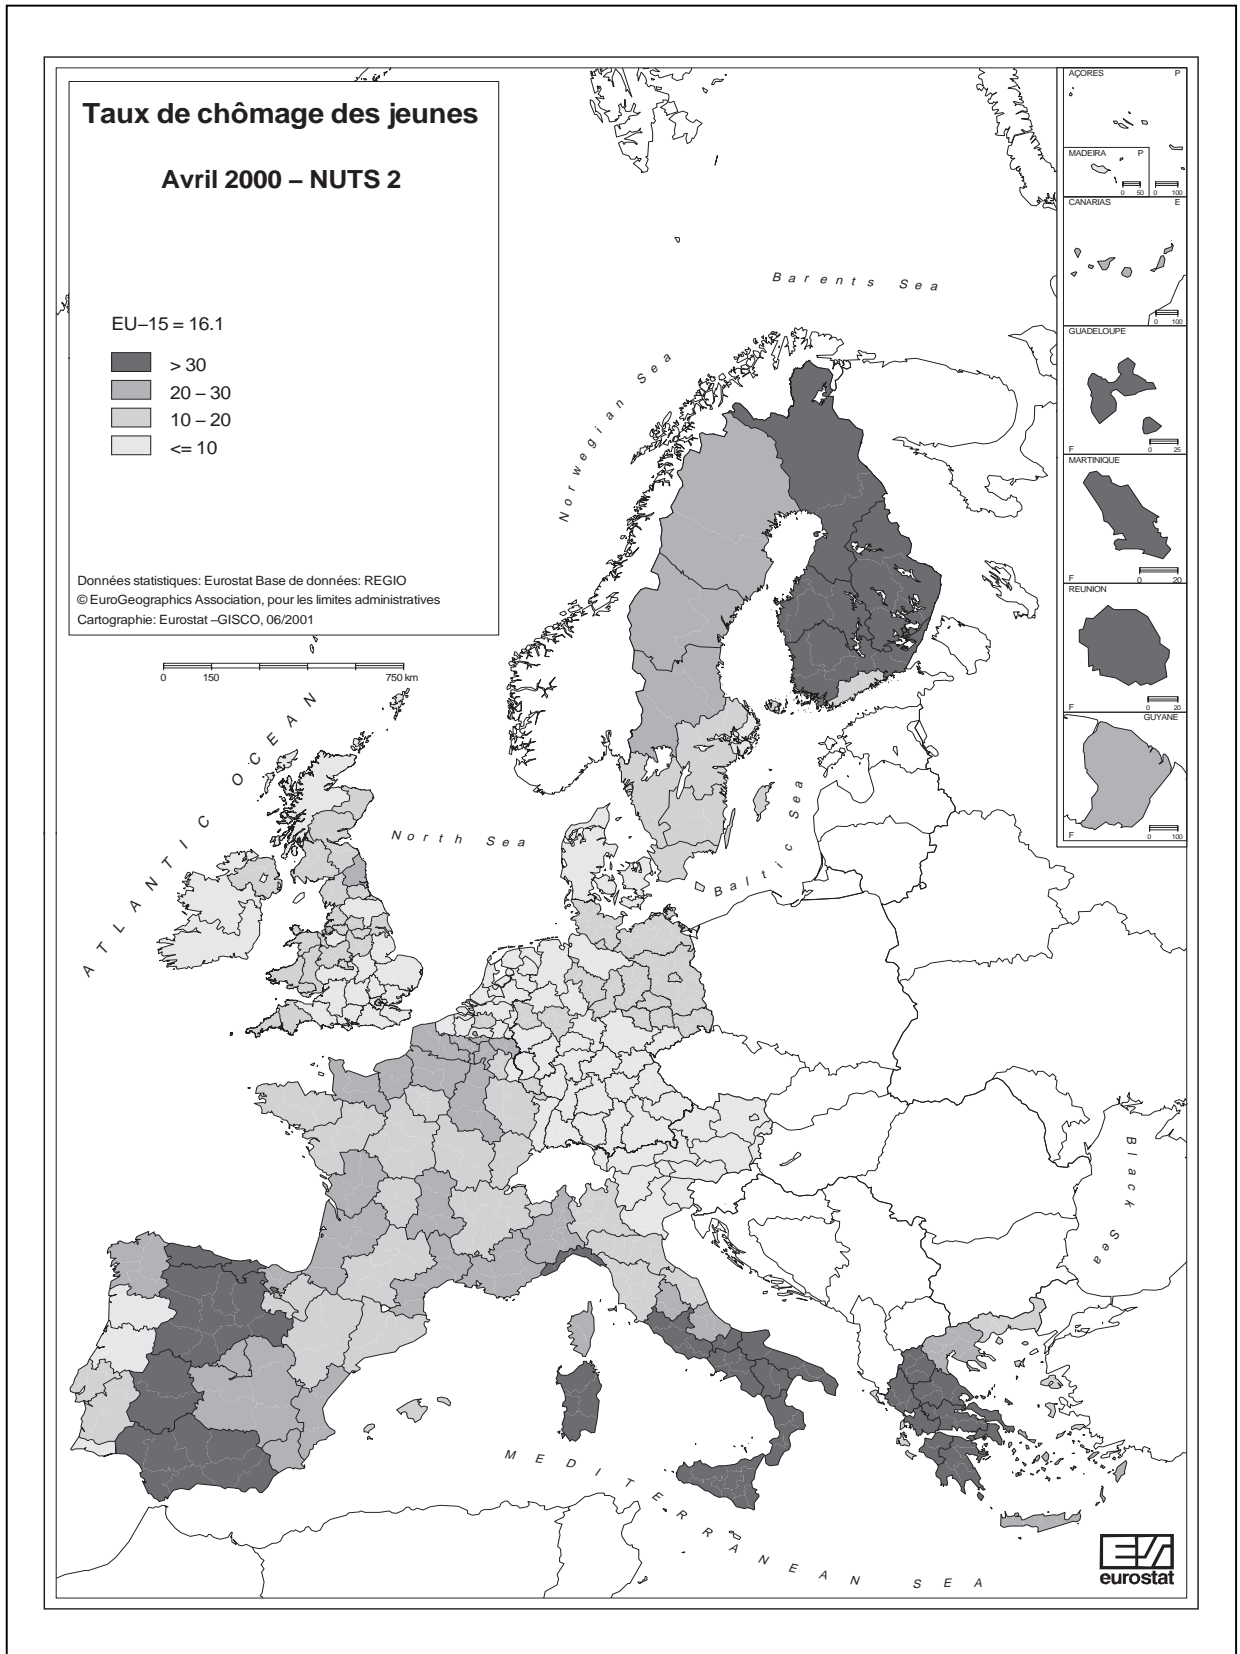 Taux de chômage des jeunes
Avril 2000 – NUTS 2
EU–15 = 16.1
> 30
20 – 30
10 – 20
<= 10
Données statistiques: Eurostat Base de données: REGIO
© EuroGeographics Association, pour les limites administratives
Cartographie: Eurostat –GISCO, 06/2001
0 150 750 km
AÇORES P
MADEIRA P
0 50 0 100
CANARIAS E
0 100
GUADELOUPE
F 0 25
MARTINIQUE
F 0 20
REUNION
F 0 20
GUYANE
F 0 100
Barents Sea
Norwegian Sea
ATLANTIC OCEAN
North Sea
Baltic Sea
Black Sea
MEDITERRANEAN SEA
eurostat